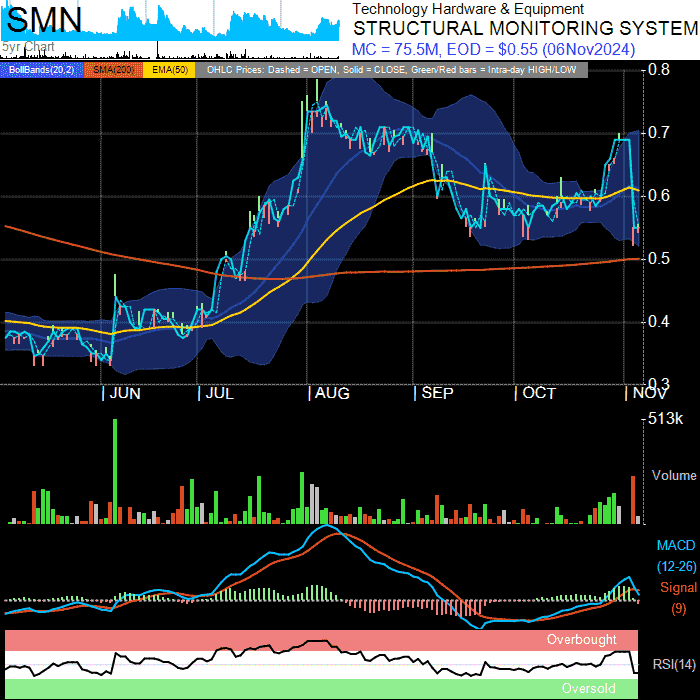 SMN
5yr Chart
Technology Hardware & Equipment
STRUCTURAL MONITORING SYSTEM
MC = 75.5M, EOD = $0.55 (06Nov2024)
BollBands(20,2) SMA(200) EMA(50) OHLC Prices: Dashed = OPEN, Solid = CLOSE, Green/Red bars = Intra-day HIGH/LOW
0.8
0.7
0.6
0.5
0.4
0.3
JUN JUL AUG SEP OCT NOV
513k
Volume
MACD
(12-26)
Signal
(9)
Overbought
RSI(14)
Oversold